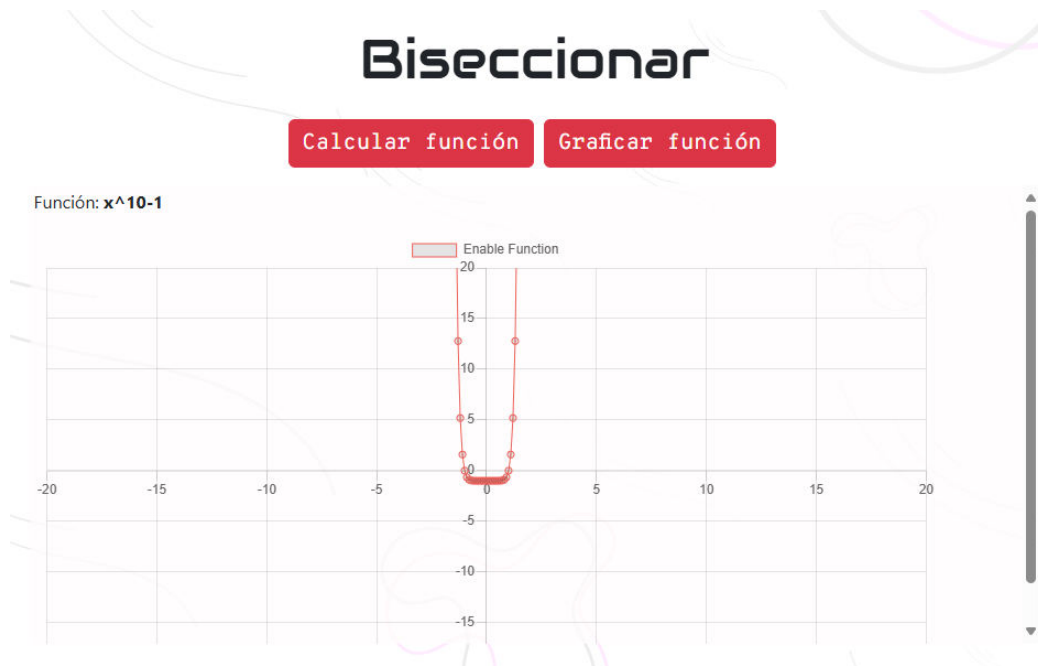 Biseccionar
Calcular función Graficar función
Función: x^10-1
Enable Function
20
15
10
5
0
-20 -15 -10 -5 0 5 10 15 20
-5
-10
-15